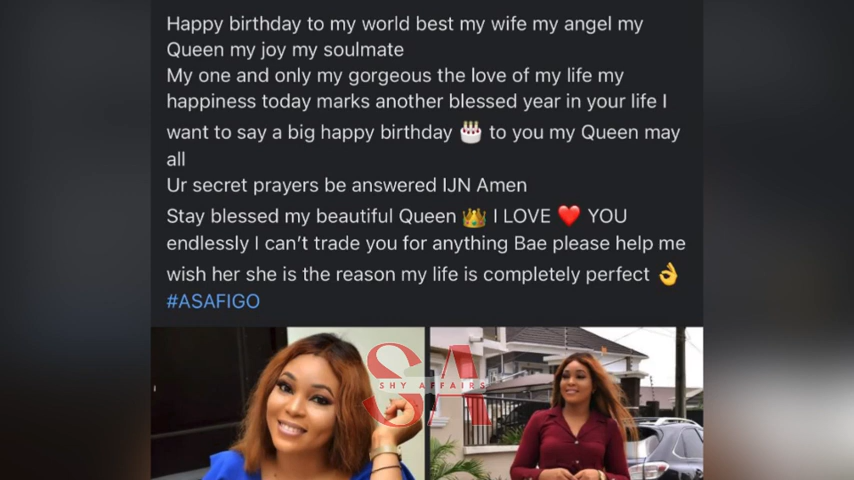 Happy birthday to my world best my wife my angel my
Queen my joy my soulmate
My one and only my gorgeous the love of my life my
happiness today marks another blessed year in your life I
want to say a big happy birthday 🎂 to you my Queen may
all
Ur secret prayers be answered IJN Amen
Stay blessed my beautiful Queen 👑 I LOVE ❤️ YOU
endlessly I can’t trade you for anything Bae please help me
wish her she is the reason my life is completely perfect 👌
#ASAFIGO
SA
SHY AFFAIRS